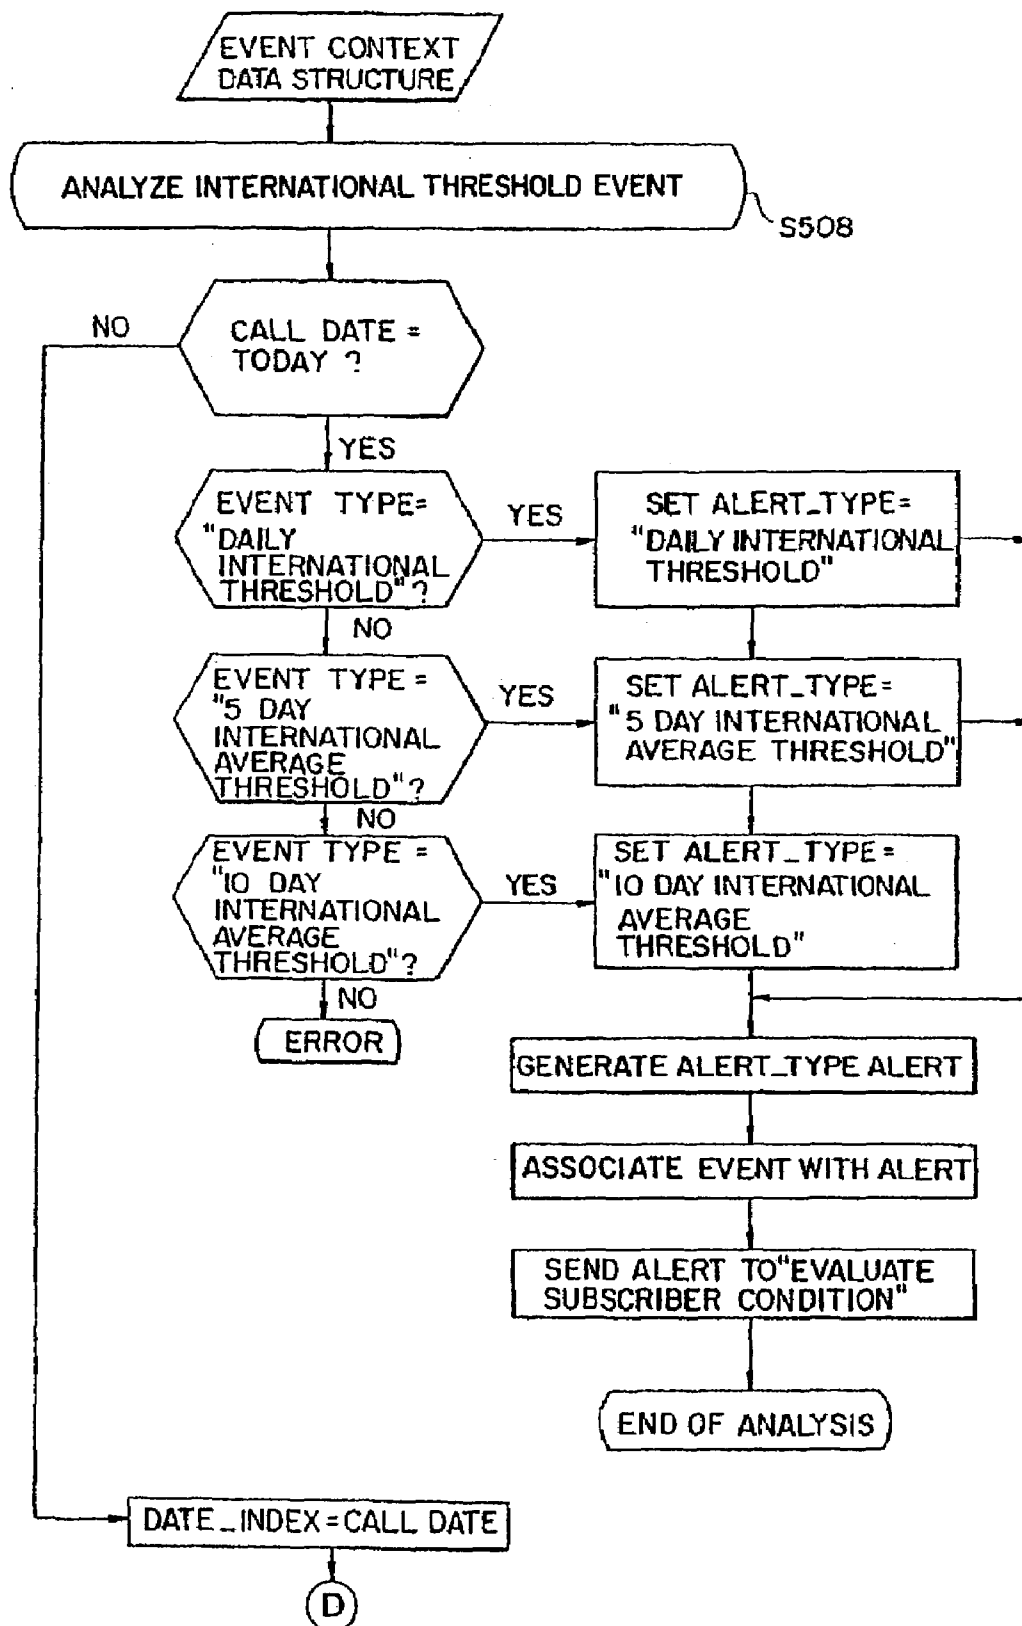 EVENT CONTEXT
DATA STRUCTURE
ANALYZE INTERNATIONAL THRESHOLD EVENT
S508
NO
CALL DATE =
TODAY ?
YES
EVENT TYPE=
"DAILY
INTERNATIONAL
THRESHOLD"?
YES
SET ALERT_TYPE=
"DAILY INTERNATIONAL
THRESHOLD"
NO
EVENT TYPE =
"5 DAY
INTERNATIONAL
AVERAGE
THRESHOLD"?
YES
SET ALERT_TYPE=
"5 DAY INTERNATIONAL
AVERAGE THRESHOLD"
NO
EVENT TYPE =
"10 DAY
INTERNATIONAL
AVERAGE
THRESHOLD"?
YES
SET ALERT_TYPE=
"10 DAY INTERNATIONAL
AVERAGE
THRESHOLD"
NO
ERROR
GENERATE ALERT_TYPE ALERT
ASSOCIATE EVENT WITH ALERT
SEND ALERT TO "EVALUATE
SUBSCRIBER CONDITION"
END OF ANALYSIS
DATE_INDEX=CALL DATE
D